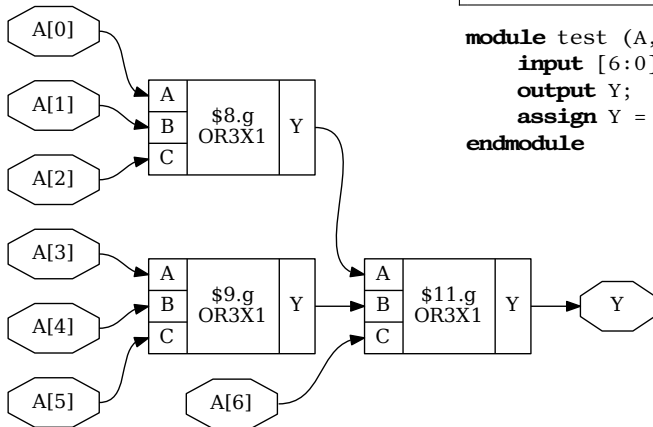 A[0]
A[1]
A[2]
A
B
C
$8.g
OR3X1
Y
A[3]
A[4]
A[5]
A
B
C
$9.g
OR3X1
Y
A[6]
A
B
C
$11.g
OR3X1
Y
Y
module test (A,
input [6:0]
output Y;
assign Y =
endmodule